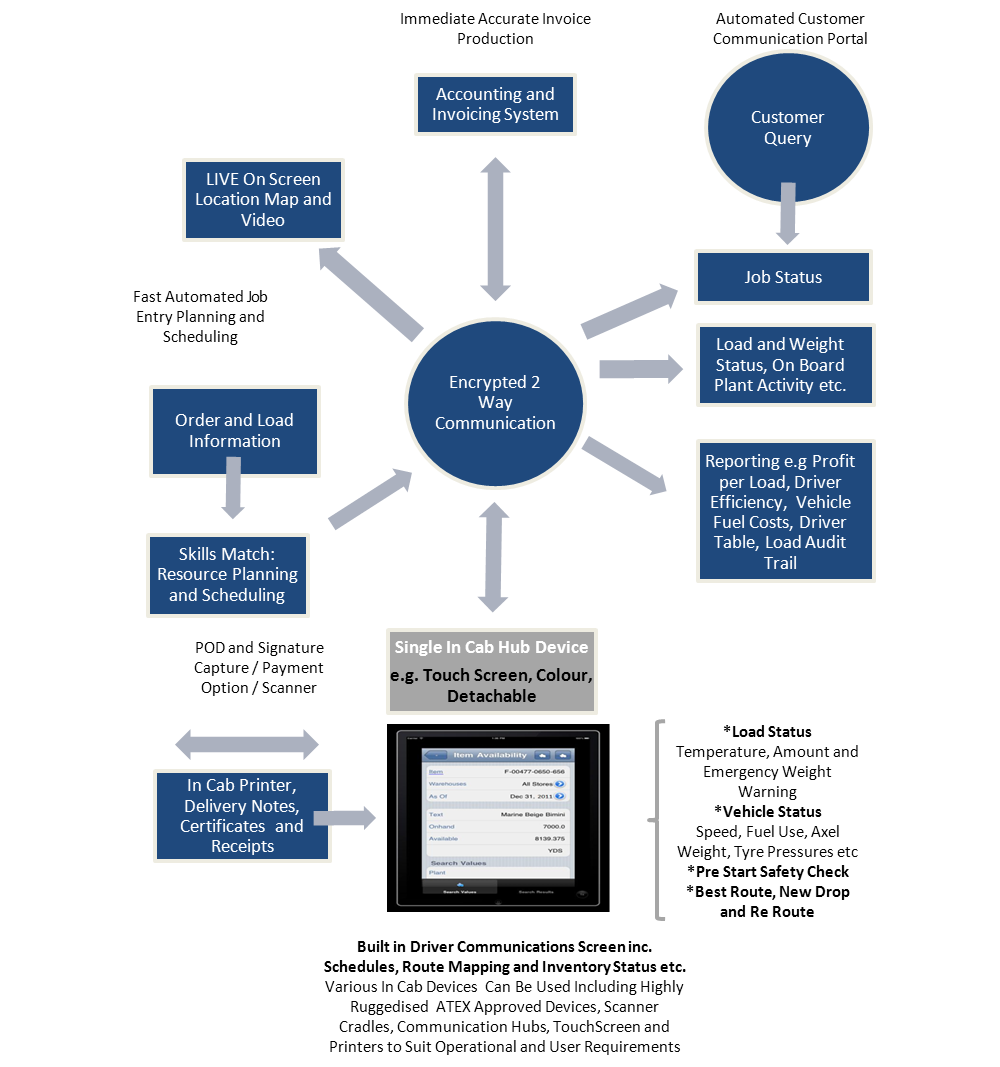 Immediate Accurate Invoice
Production
Automated Customer
Communication Portal
Accounting and
Invoicing System
Customer
Query
LIVE On Screen
Location Map and
Video
Job Status
Fast Automated Job
Entry Planning and
Scheduling
Load and Weight
Status, On Board
Plant Activity etc.
Encrypted 2
Way
Communication
Order and Load
Information
Reporting e.g Profit
per Load, Driver
Efficiency, Vehicle
Fuel Costs, Driver
Table, Load Audit
Trail
Skills Match:
Resource Planning
and Scheduling
Single In Cab Hub Device
e.g. Touch Screen, Colour,
Detachable
POD and Signature
Capture / Payment
Option / Scanner
In Cab Printer,
Delivery Notes,
Certificates and
Receipts
Item Availability
Item F-00477-0650-656
Warehouses All Stores
As Of Dec 31, 2011
Text Marine Beige Bimini
Onhand 7000.0
Available 8139.375
YDS
Search Values
Plant
Search Values Search Results
*Load Status
Temperature, Amount and
Emergency Weight
Warning
*Vehicle Status
Speed, Fuel Use, Axel
Weight, Tyre Pressures etc
*Pre Start Safety Check
*Best Route, New Drop
and Re Route
Built in Driver Communications Screen inc.
Schedules, Route Mapping and Inventory Status etc.
Various In Cab Devices Can Be Used Including Highly
Ruggedised ATEX Approved Devices, Scanner
Cradles, Communication Hubs, TouchScreen and
Printers to Suit Operational and User Requirements